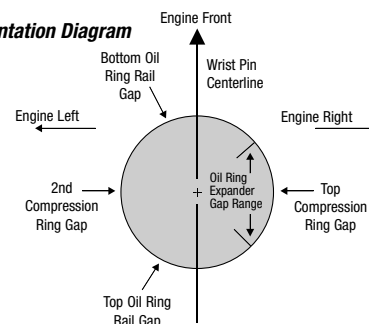 ntation Diagram
Engine Front
Bottom Oil
Ring Rail
Gap
Wrist Pin
Centerline
Engine Left
Engine Right
Oil Ring
Expander
Gap Range
2nd
Compression
Ring Gap
Top
Compression
Ring Gap
Top Oil Ring
Rail Gap